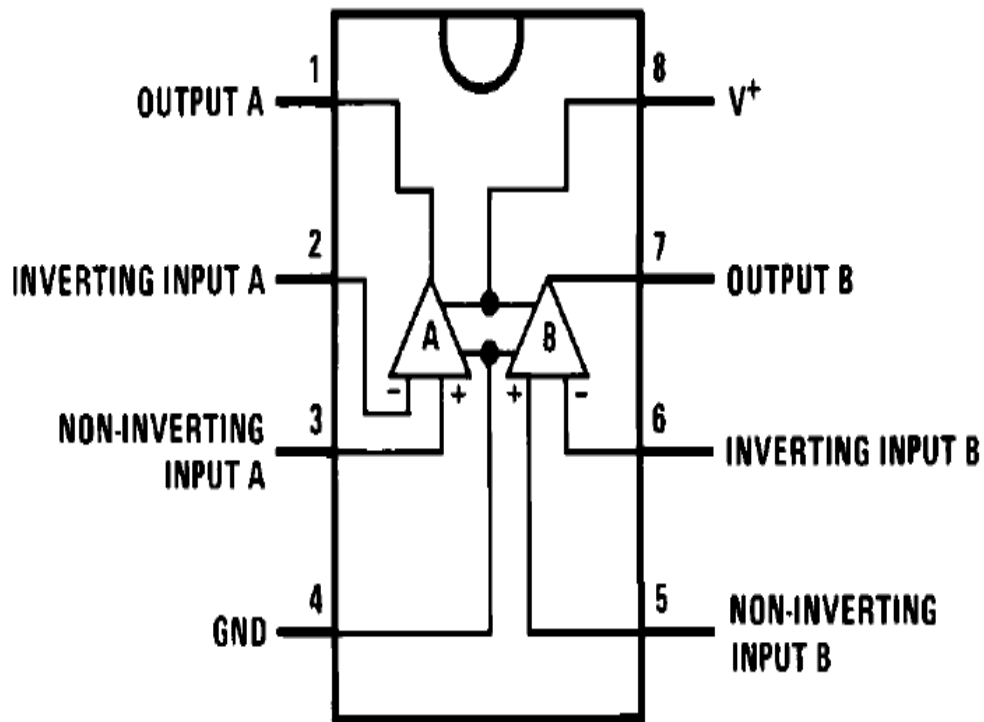 1
OUTPUT A
2
INVERTING INPUT A
3
NON-INVERTING
INPUT A
4
GND
8
V+
7
OUTPUT B
6
INVERTING INPUT B
5
NON-INVERTING
INPUT B
A
B
- +
+ -